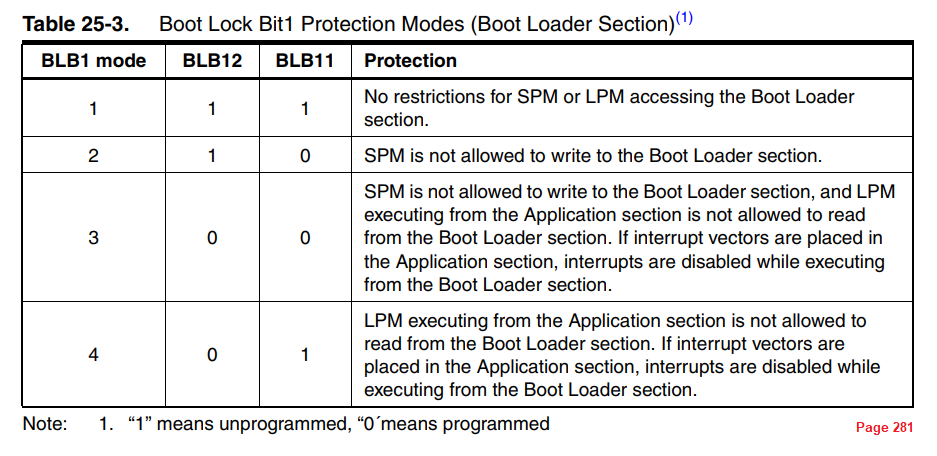 Table 25-3. Boot Lock Bit1 Protection Modes (Boot Loader Section)(1)
BLB1 mode BLB12 BLB11 Protection
1 1 1 No restrictions for SPM or LPM accessing the Boot Loader
section.
2 1 0 SPM is not allowed to write to the Boot Loader section.
SPM is not allowed to write to the Boot Loader section, and LPM
executing from the Application section is not allowed to read
3 0 0 from the Boot Loader section. If interrupt vectors are placed in
the Application section, interrupts are disabled while executing
from the Boot Loader section.
LPM executing from the Application section is not allowed to
read from the Boot Loader section. If interrupt vectors are
4 0 1 placed in the Application section, interrupts are disabled while
executing from the Boot Loader section.
Note: 1. “1” means unprogrammed, “0´means programmed
Page 281